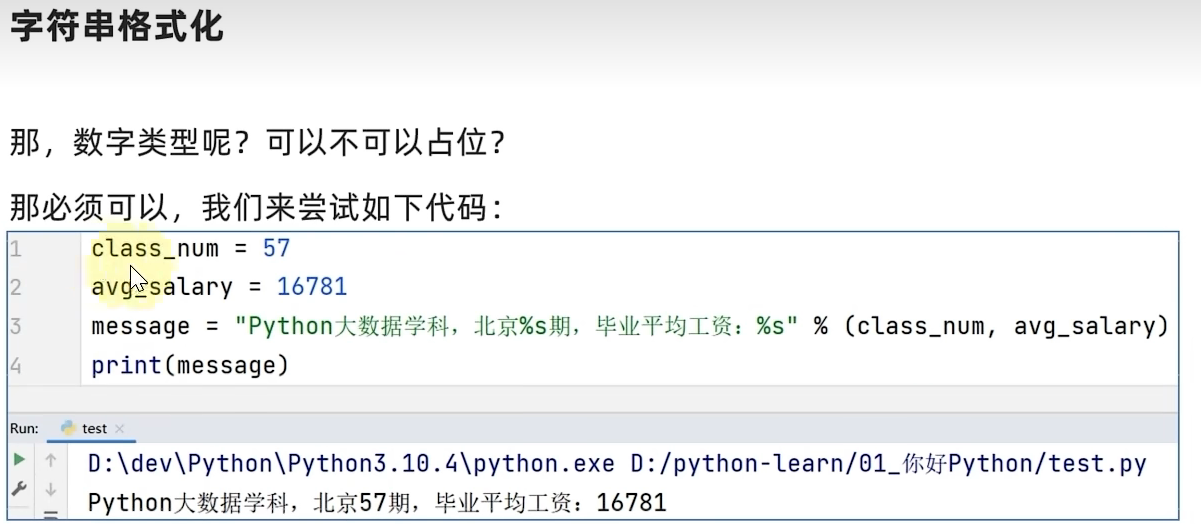 字符串格式化
那，数字类型呢？可以不可以占位？
那必须可以，我们来尝试如下代码：
1 class_num = 57
2 avg_salary = 16781
3 message = "Python大数据学科，北京%s期，毕业平均工资：%s" % (class_num, avg_salary)
4 print(message)
Run: test ×
D:\dev\Python\Python3.10.4\python.exe D:/python-learn/01_你好Python/test.py
Python大数据学科，北京57期，毕业平均工资：16781